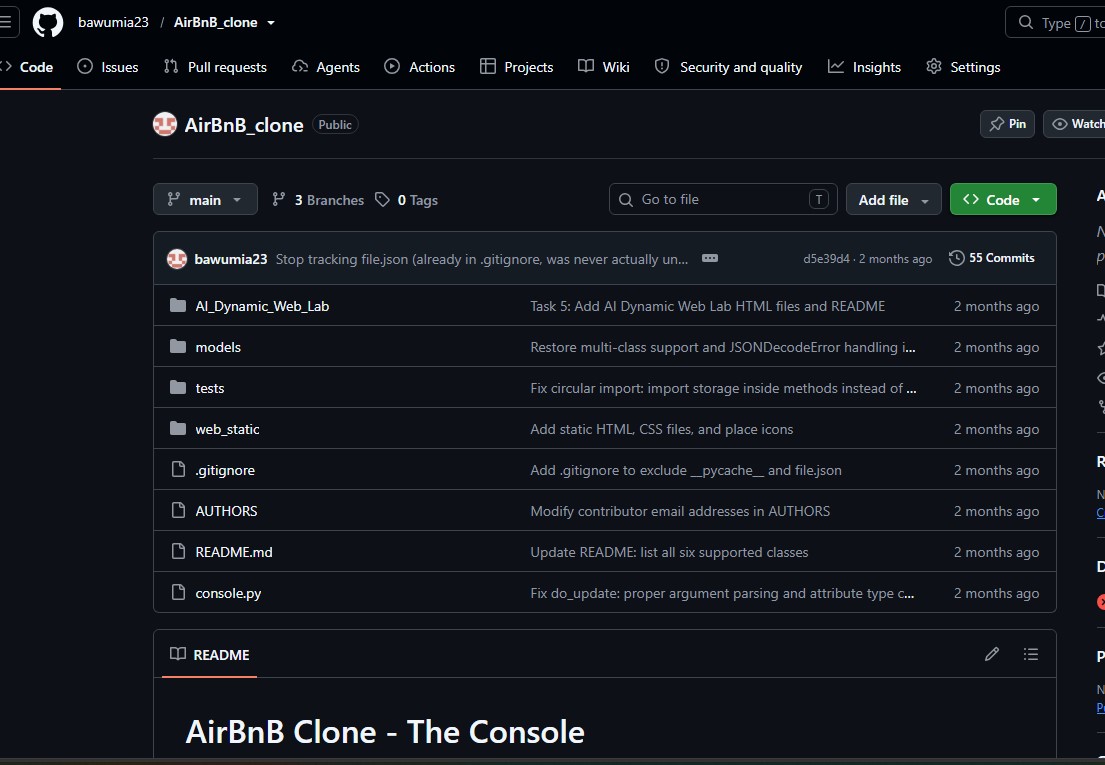 bawumia23 / AirBnB_clone
Type / to
Code Issues Pull requests Agents Actions Projects Wiki Security and quality Insights Settings
AirBnB_clone Public Pin Watch
main 3 Branches 0 Tags Go to file T Add file Code
bawumia23 Stop tracking file.json (already in .gitignore, was never actually un... d5e39d4 · 2 months ago 55 Commits
AI_Dynamic_Web_Lab Task 5: Add AI Dynamic Web Lab HTML files and README 2 months ago
models Restore multi-class support and JSONDecodeError handling i... 2 months ago
tests Fix circular import: import storage inside methods instead of ... 2 months ago
web_static Add static HTML, CSS files, and place icons 2 months ago
.gitignore Add .gitignore to exclude __pycache__ and file.json 2 months ago
AUTHORS Modify contributor email addresses in AUTHORS 2 months ago
README.md Update README: list all six supported classes 2 months ago
console.py Fix do_update: proper argument parsing and attribute type c... 2 months ago
README
AirBnB Clone - The Console